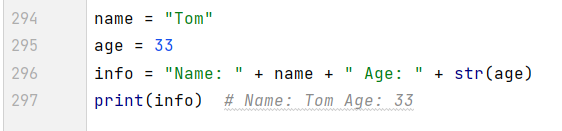 294 name = "Tom"
295 age = 33
296 info = "Name: " + name + " Age: " + str(age)
297 print(info)  # Name: Tom Age: 33